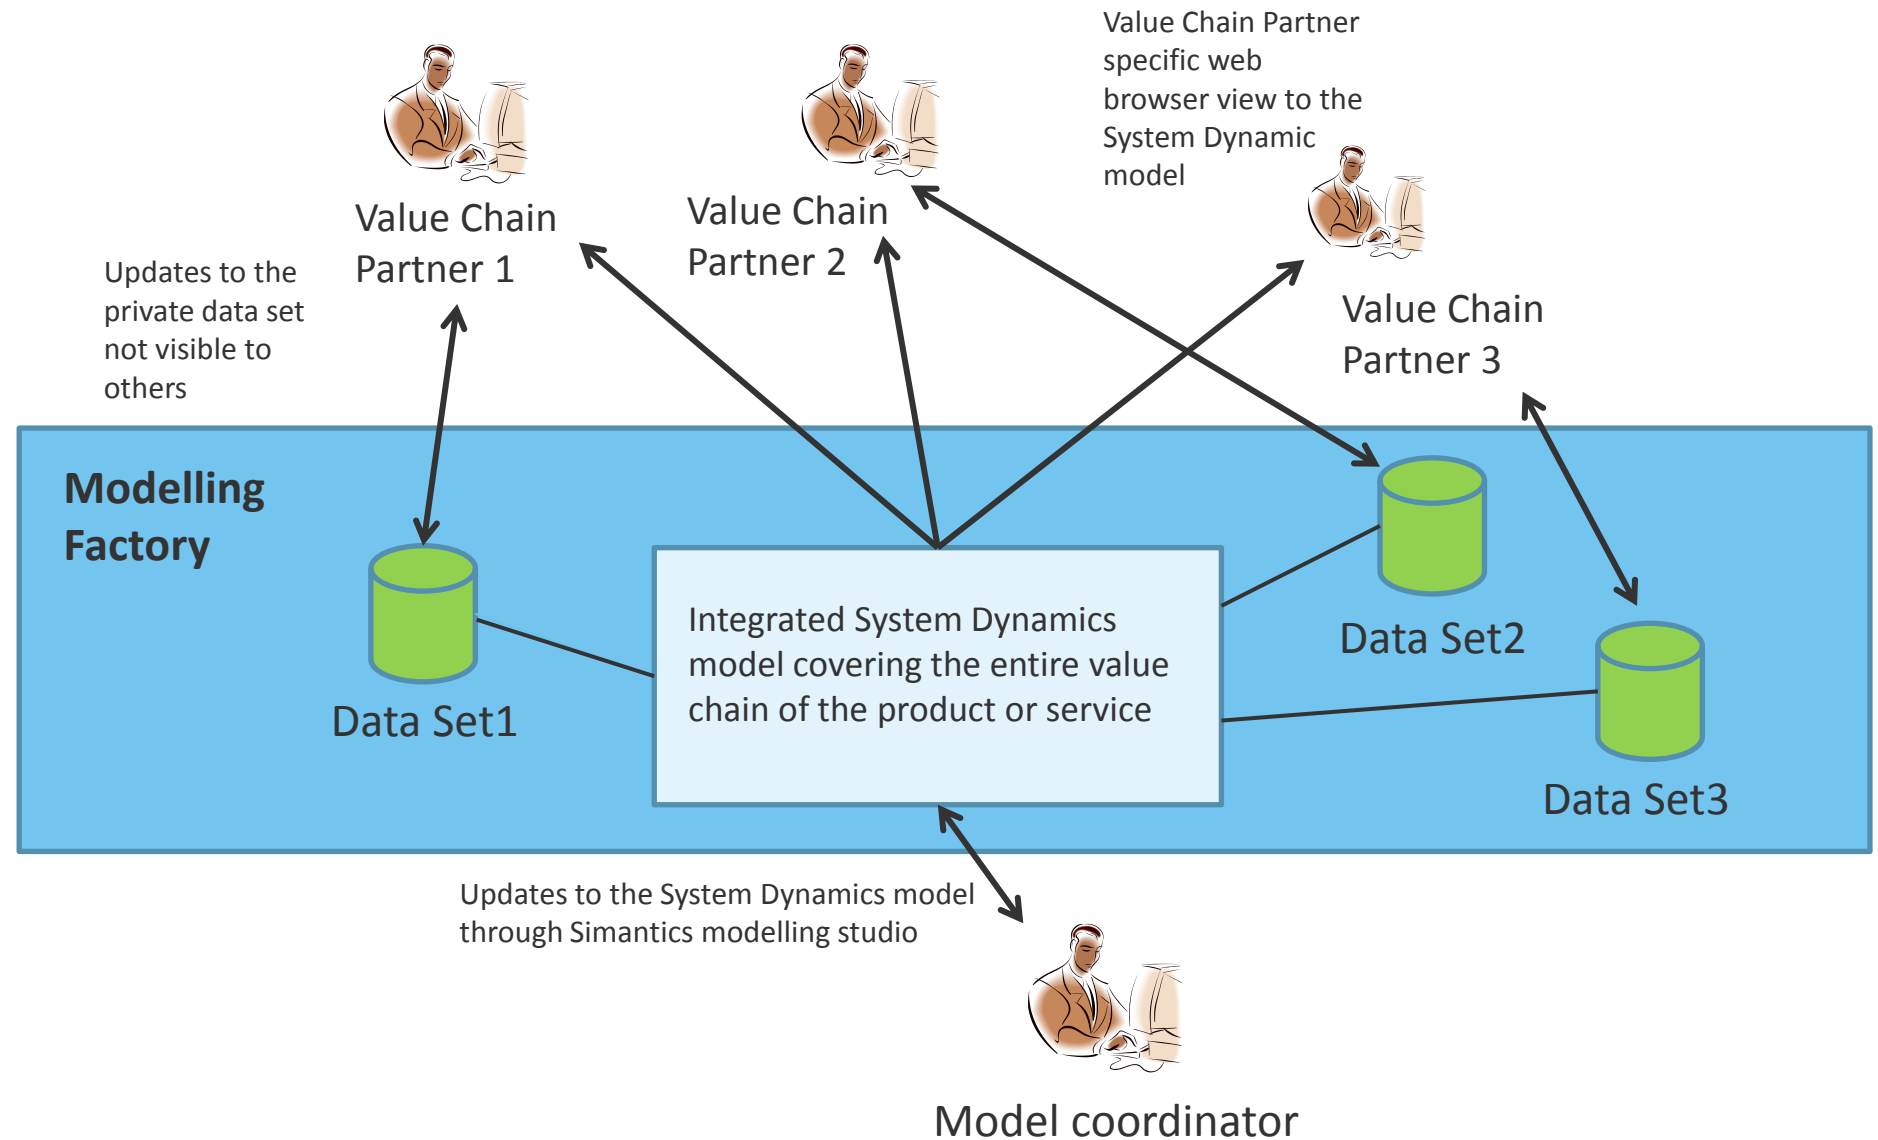 Value Chain Partner
specific web
browser view to the
System Dynamic
model
Value Chain
Partner 1
Value Chain
Partner 2
Value Chain
Partner 3
Updates to the
private data set
not visible to
others
Modelling
Factory
Integrated System Dynamics
model covering the entire value
chain of the product or service
Data Set1
Data Set2
Data Set3
Updates to the System Dynamics model
through Simantics modelling studio
Model coordinator